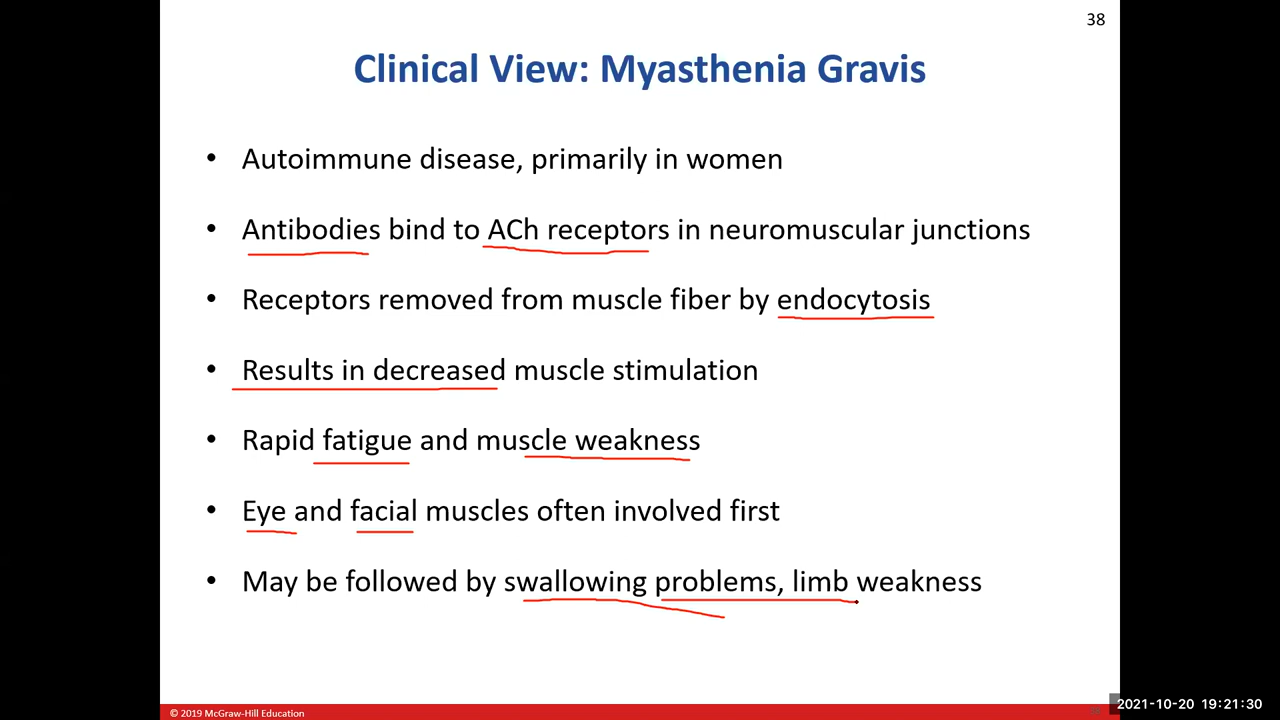 38
Clinical View: Myasthenia Gravis
• Autoimmune disease, primarily in women
• Antibodies bind to ACh receptors in neuromuscular junctions
• Receptors removed from muscle fiber by endocytosis
• Results in decreased muscle stimulation
• Rapid fatigue and muscle weakness
• Eye and facial muscles often involved first
• May be followed by swallowing problems, limb weakness
© 2019 McGraw-Hill Education
2021-10-20 19:21:30